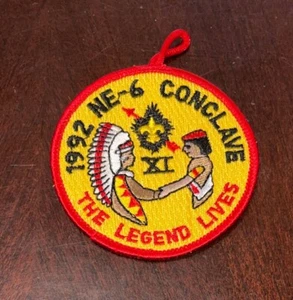 1992 NE-6 CONCLAVE
XI
THE LEGEND LIVES